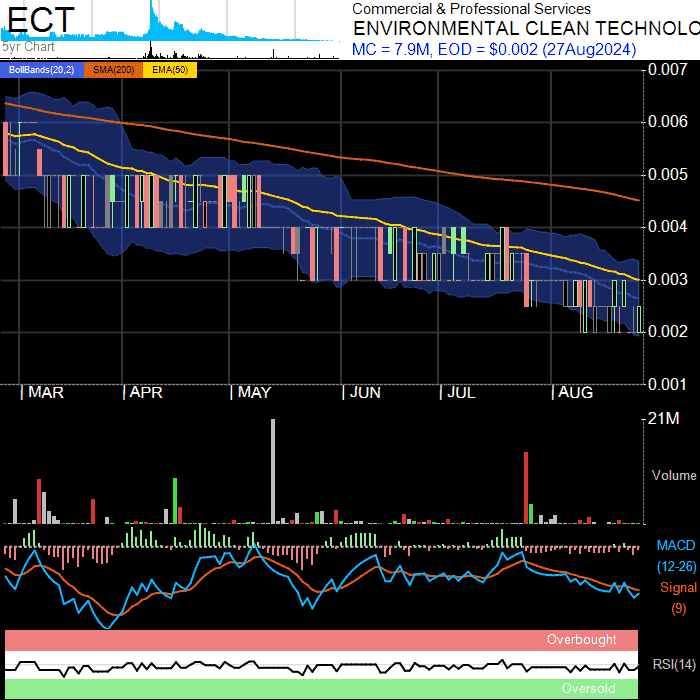 ECT
5yr Chart
Commercial & Professional Services
ENVIRONMENTAL CLEAN TECHNOLO
MC = 7.9M, EOD = $0.002 (27Aug2024)
BollBands(20,2) SMA(200) EMA(50)
0.007
0.006
0.005
0.004
0.003
0.002
0.001
MAR APR MAY JUN JUL AUG
21M
Volume
MACD
(12-26)
Signal
(9)
Overbought
RSI(14)
Oversold